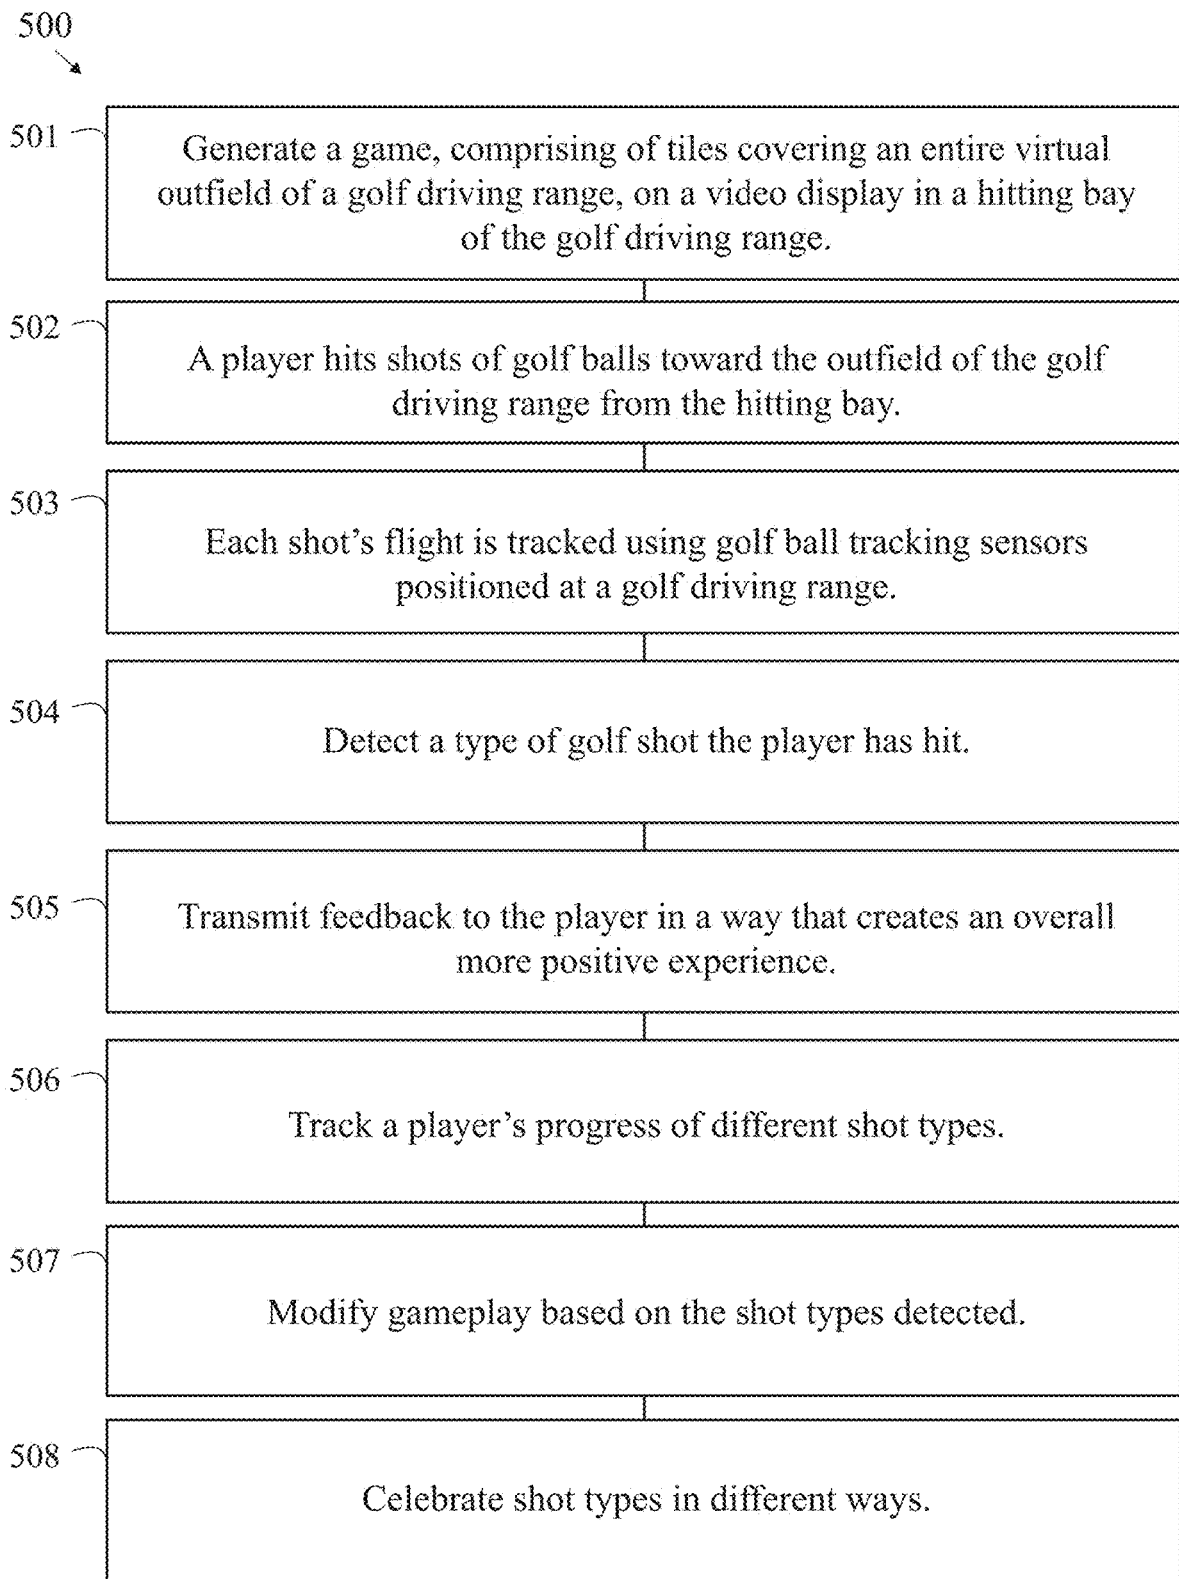 500
501
Generate a game, comprising of tiles covering an entire virtual
outfield of a golf driving range, on a video display in a hitting bay
of the golf driving range.
502
A player hits shots of golf balls toward the outfield of the golf
driving range from the hitting bay.
503
Each shot's flight is tracked using golf ball tracking sensors
positioned at a golf driving range.
504
Detect a type of golf shot the player has hit.
505
Transmit feedback to the player in a way that creates an overall
more positive experience.
506
Track a player's progress of different shot types.
507
Modify gameplay based on the shot types detected.
508
Celebrate shot types in different ways.